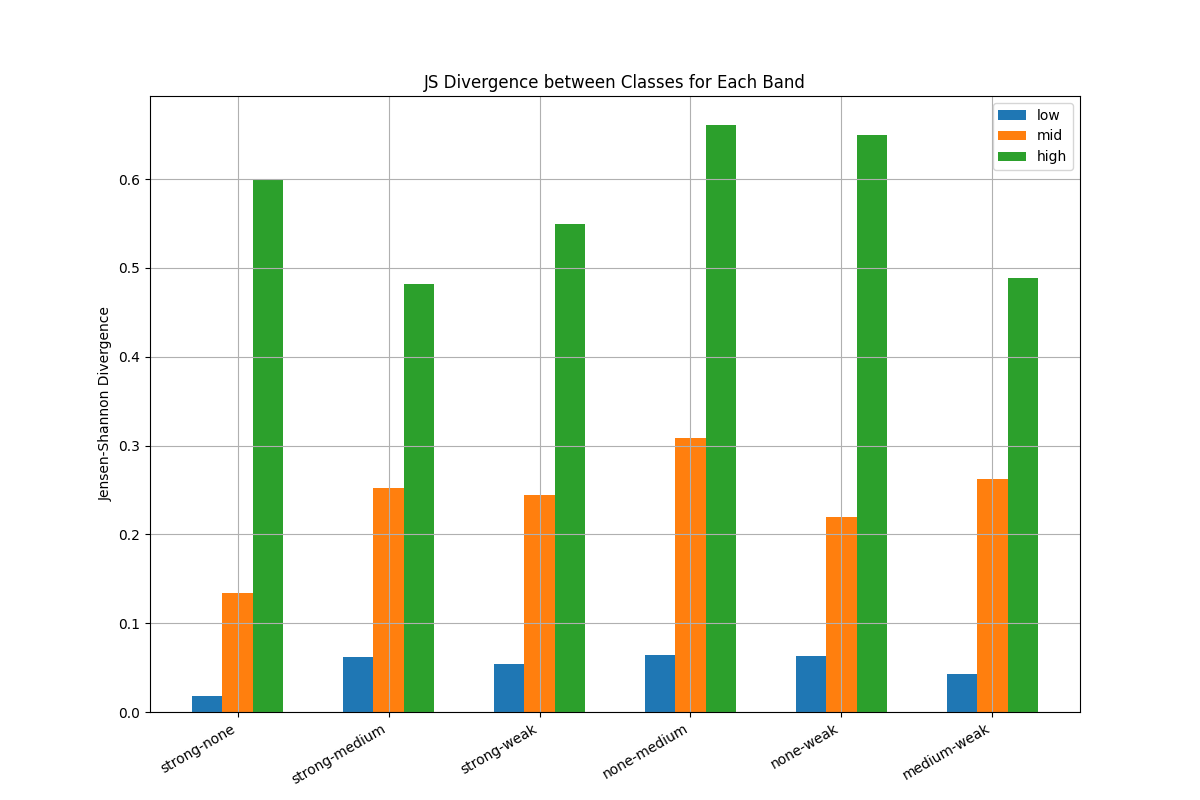 JS Divergence between Classes for Each Band
low
mid
high
0.6
0.5
0.4
0.3
0.2
0.1
0.0
Jensen-Shannon Divergence
strong-none
strong-medium
strong-weak
none-medium
none-weak
medium-weak